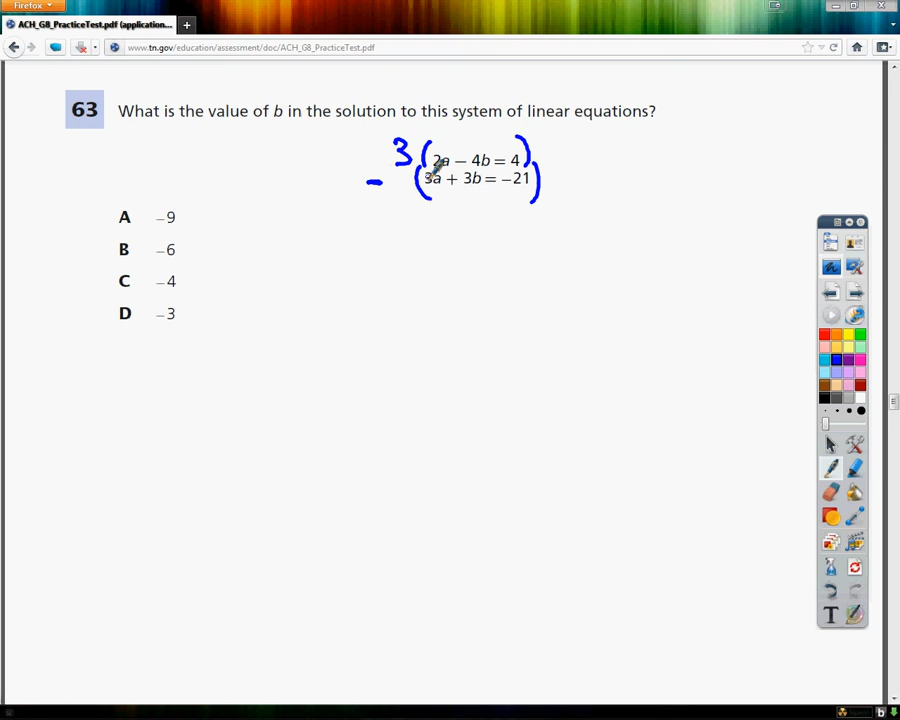 Firefox
ACH_G8_PracticeTest.pdf (application...
www.tn.gov/education/assessment/doc/ACH_G8_PracticeTest.pdf
63 What is the value of b in the solution to this system of linear equations?
3 (2a − 4b = 4)
- (3a + 3b = −21)
A −9
B −6
C −4
D −3
T
b